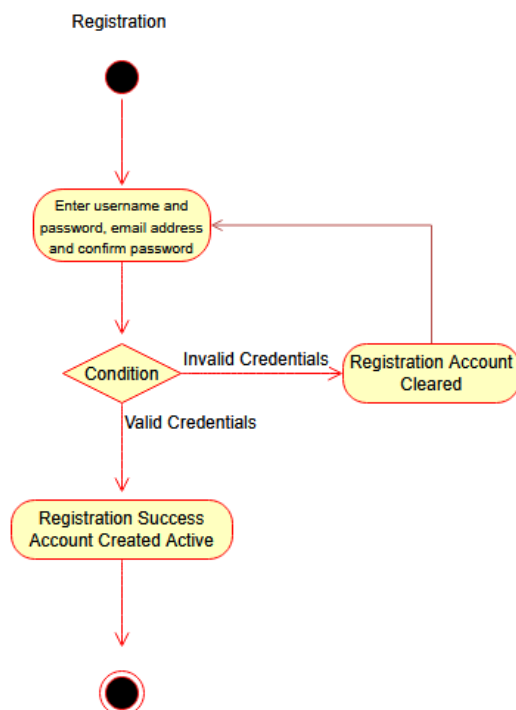 Registration
Enter username and
password, email address
and confirm password
Condition
Invalid Credentials
Registration Account
Cleared
Valid Credentials
Registration Success
Account Created Active